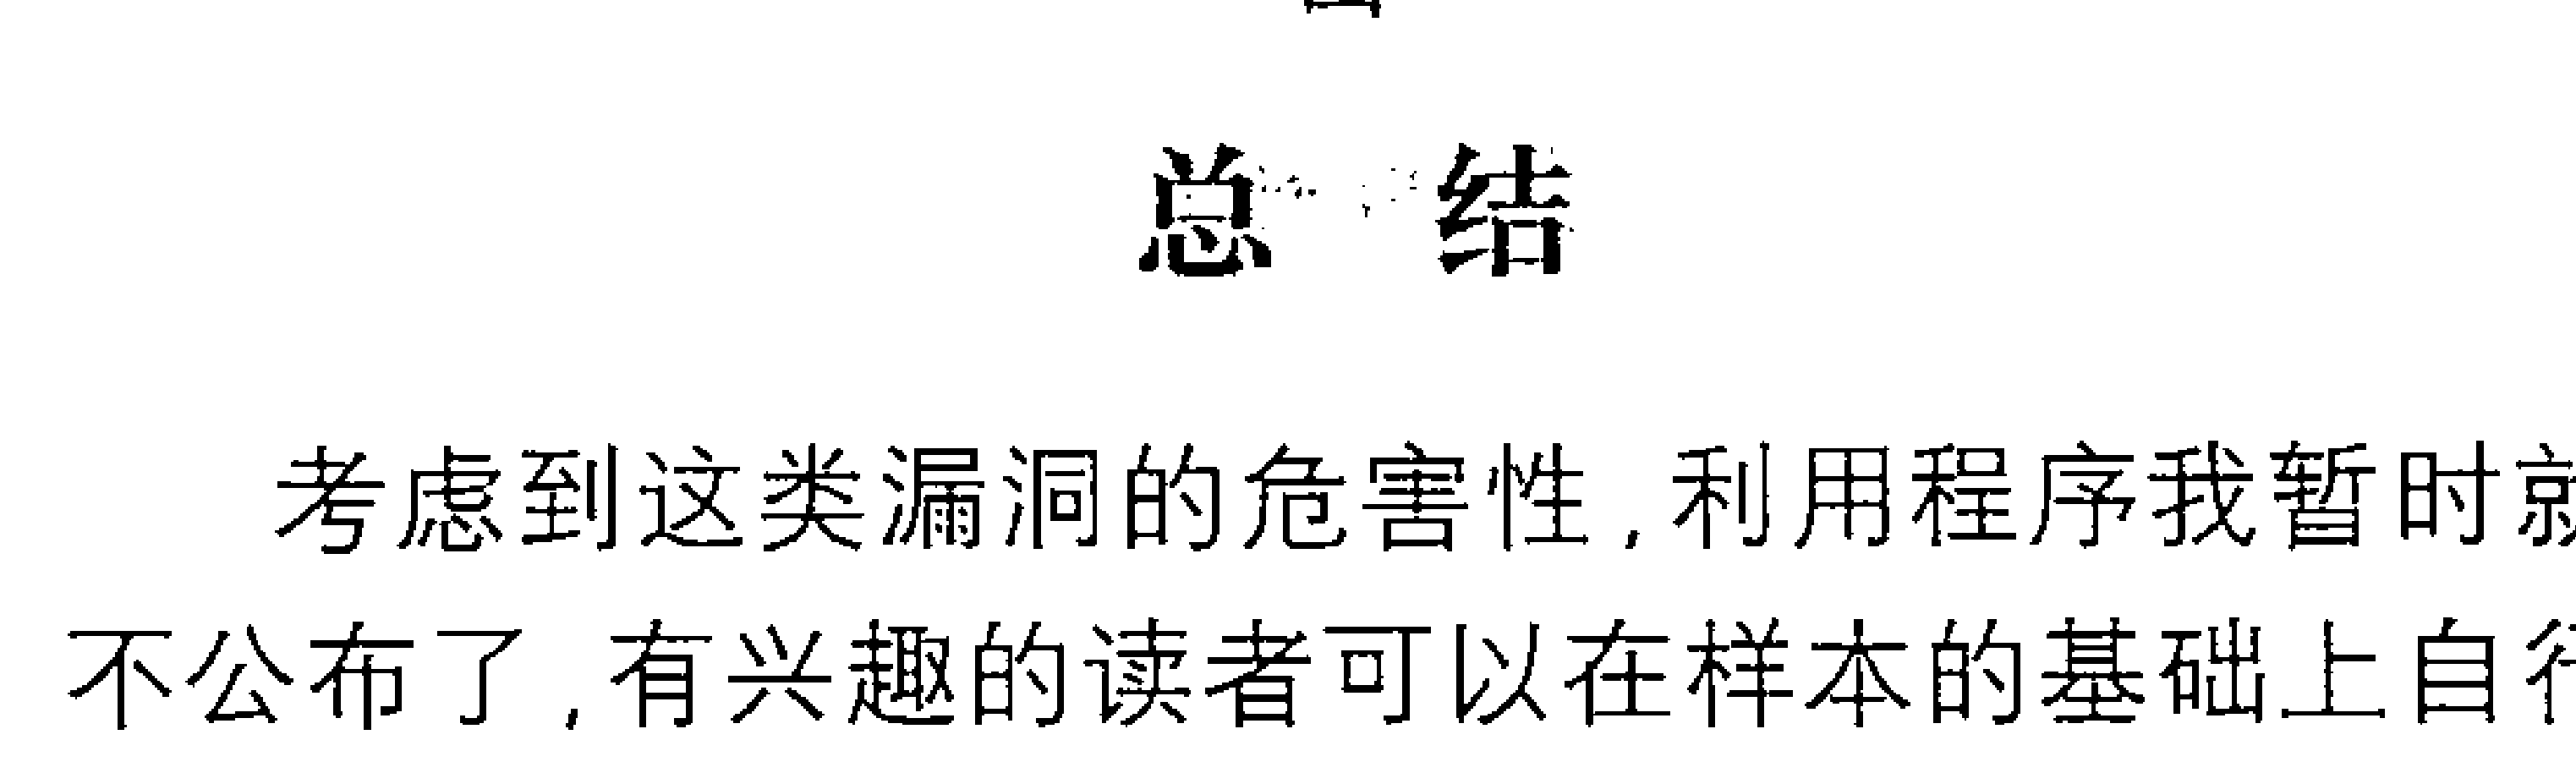 总 结
考虑到这类漏洞的危害性,利用程序我暂时就
不公布了,有兴趣的读者可以在样本的基础上自行